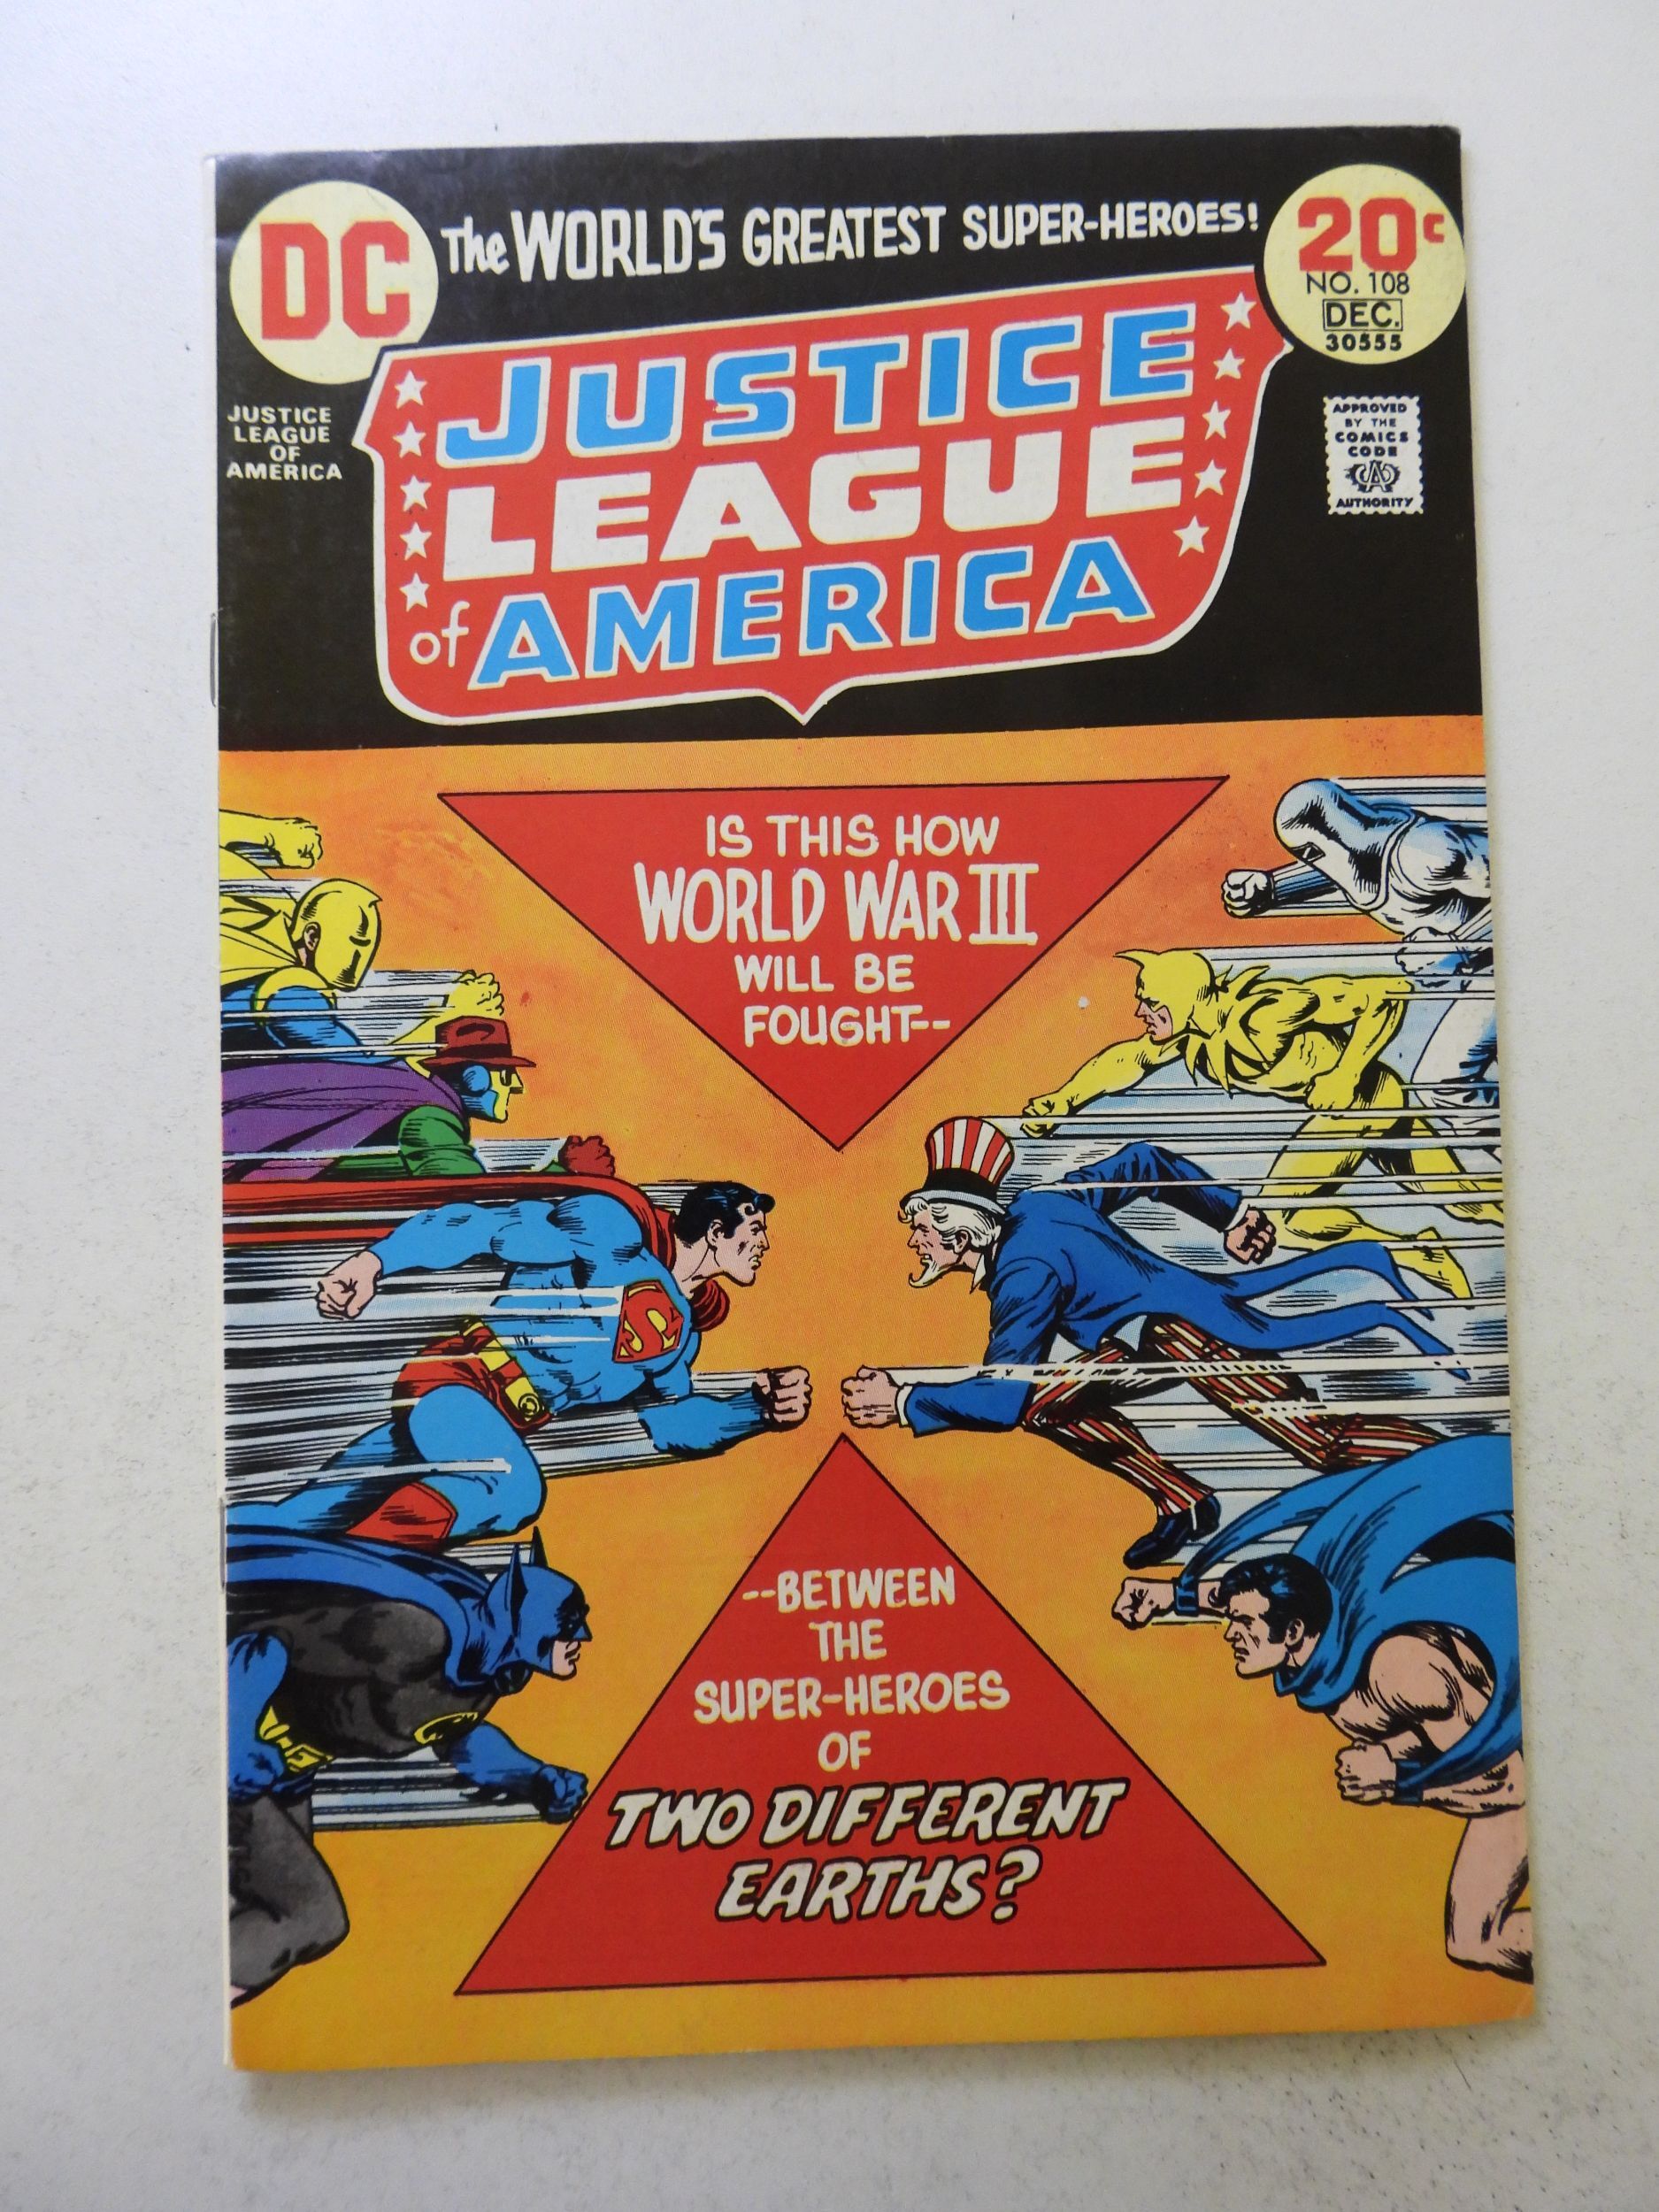 DC
The WORLD'S GREATEST SUPER-HEROES!
20c
NO. 108
DEC.
30555
JUSTICE
LEAGUE
OF
AMERICA
JUSTICE
LEAGUE
of AMERICA
APPROVED
BY THE
COMICS
CODE
CA
AUTHORITY
IS THIS HOW
WORLD WAR III
WILL BE
FOUGHT--
S
--BETWEEN
THE
SUPER-HEROES
OF
TWO DIFFERENT
EARTHS?